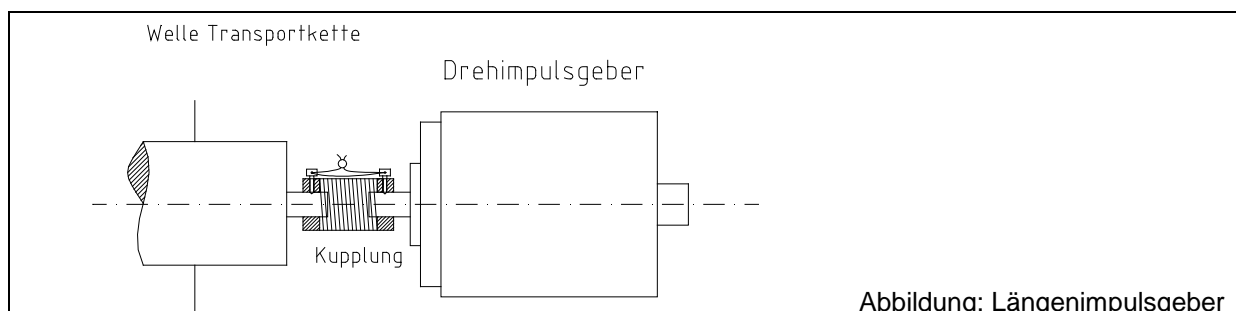 Welle Transportkette
Drehimpulsgeber
Kupplung
Abbildung: Längenimpulsgeber